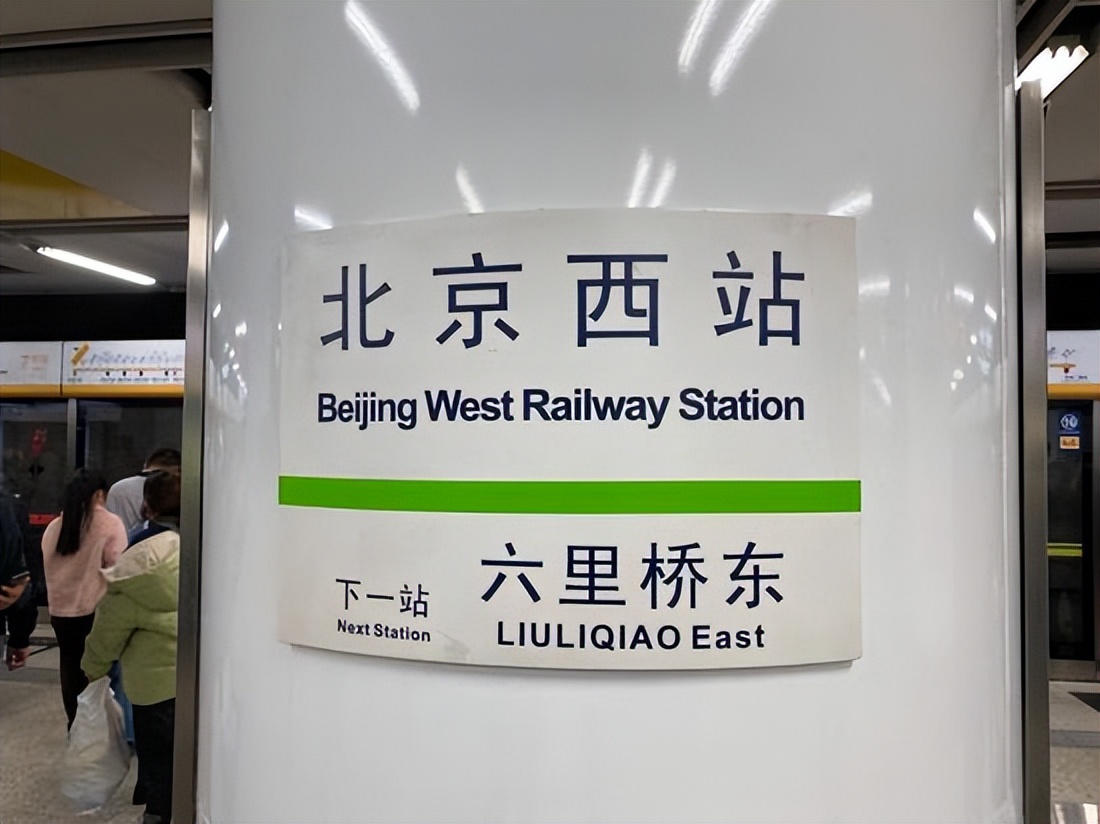 北京西站
Beijing West Railway Station
下一站 六里桥东
Next Station LIULIQIAO East